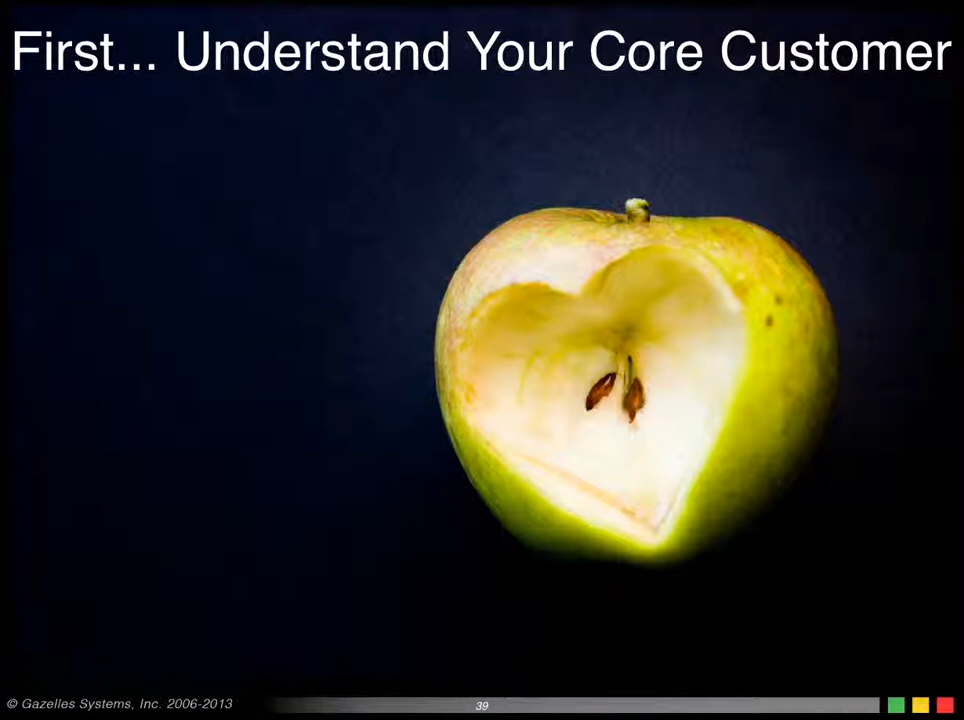 First... Understand Your Core Customer
© Gazelles Systems, Inc. 2006-2013
39